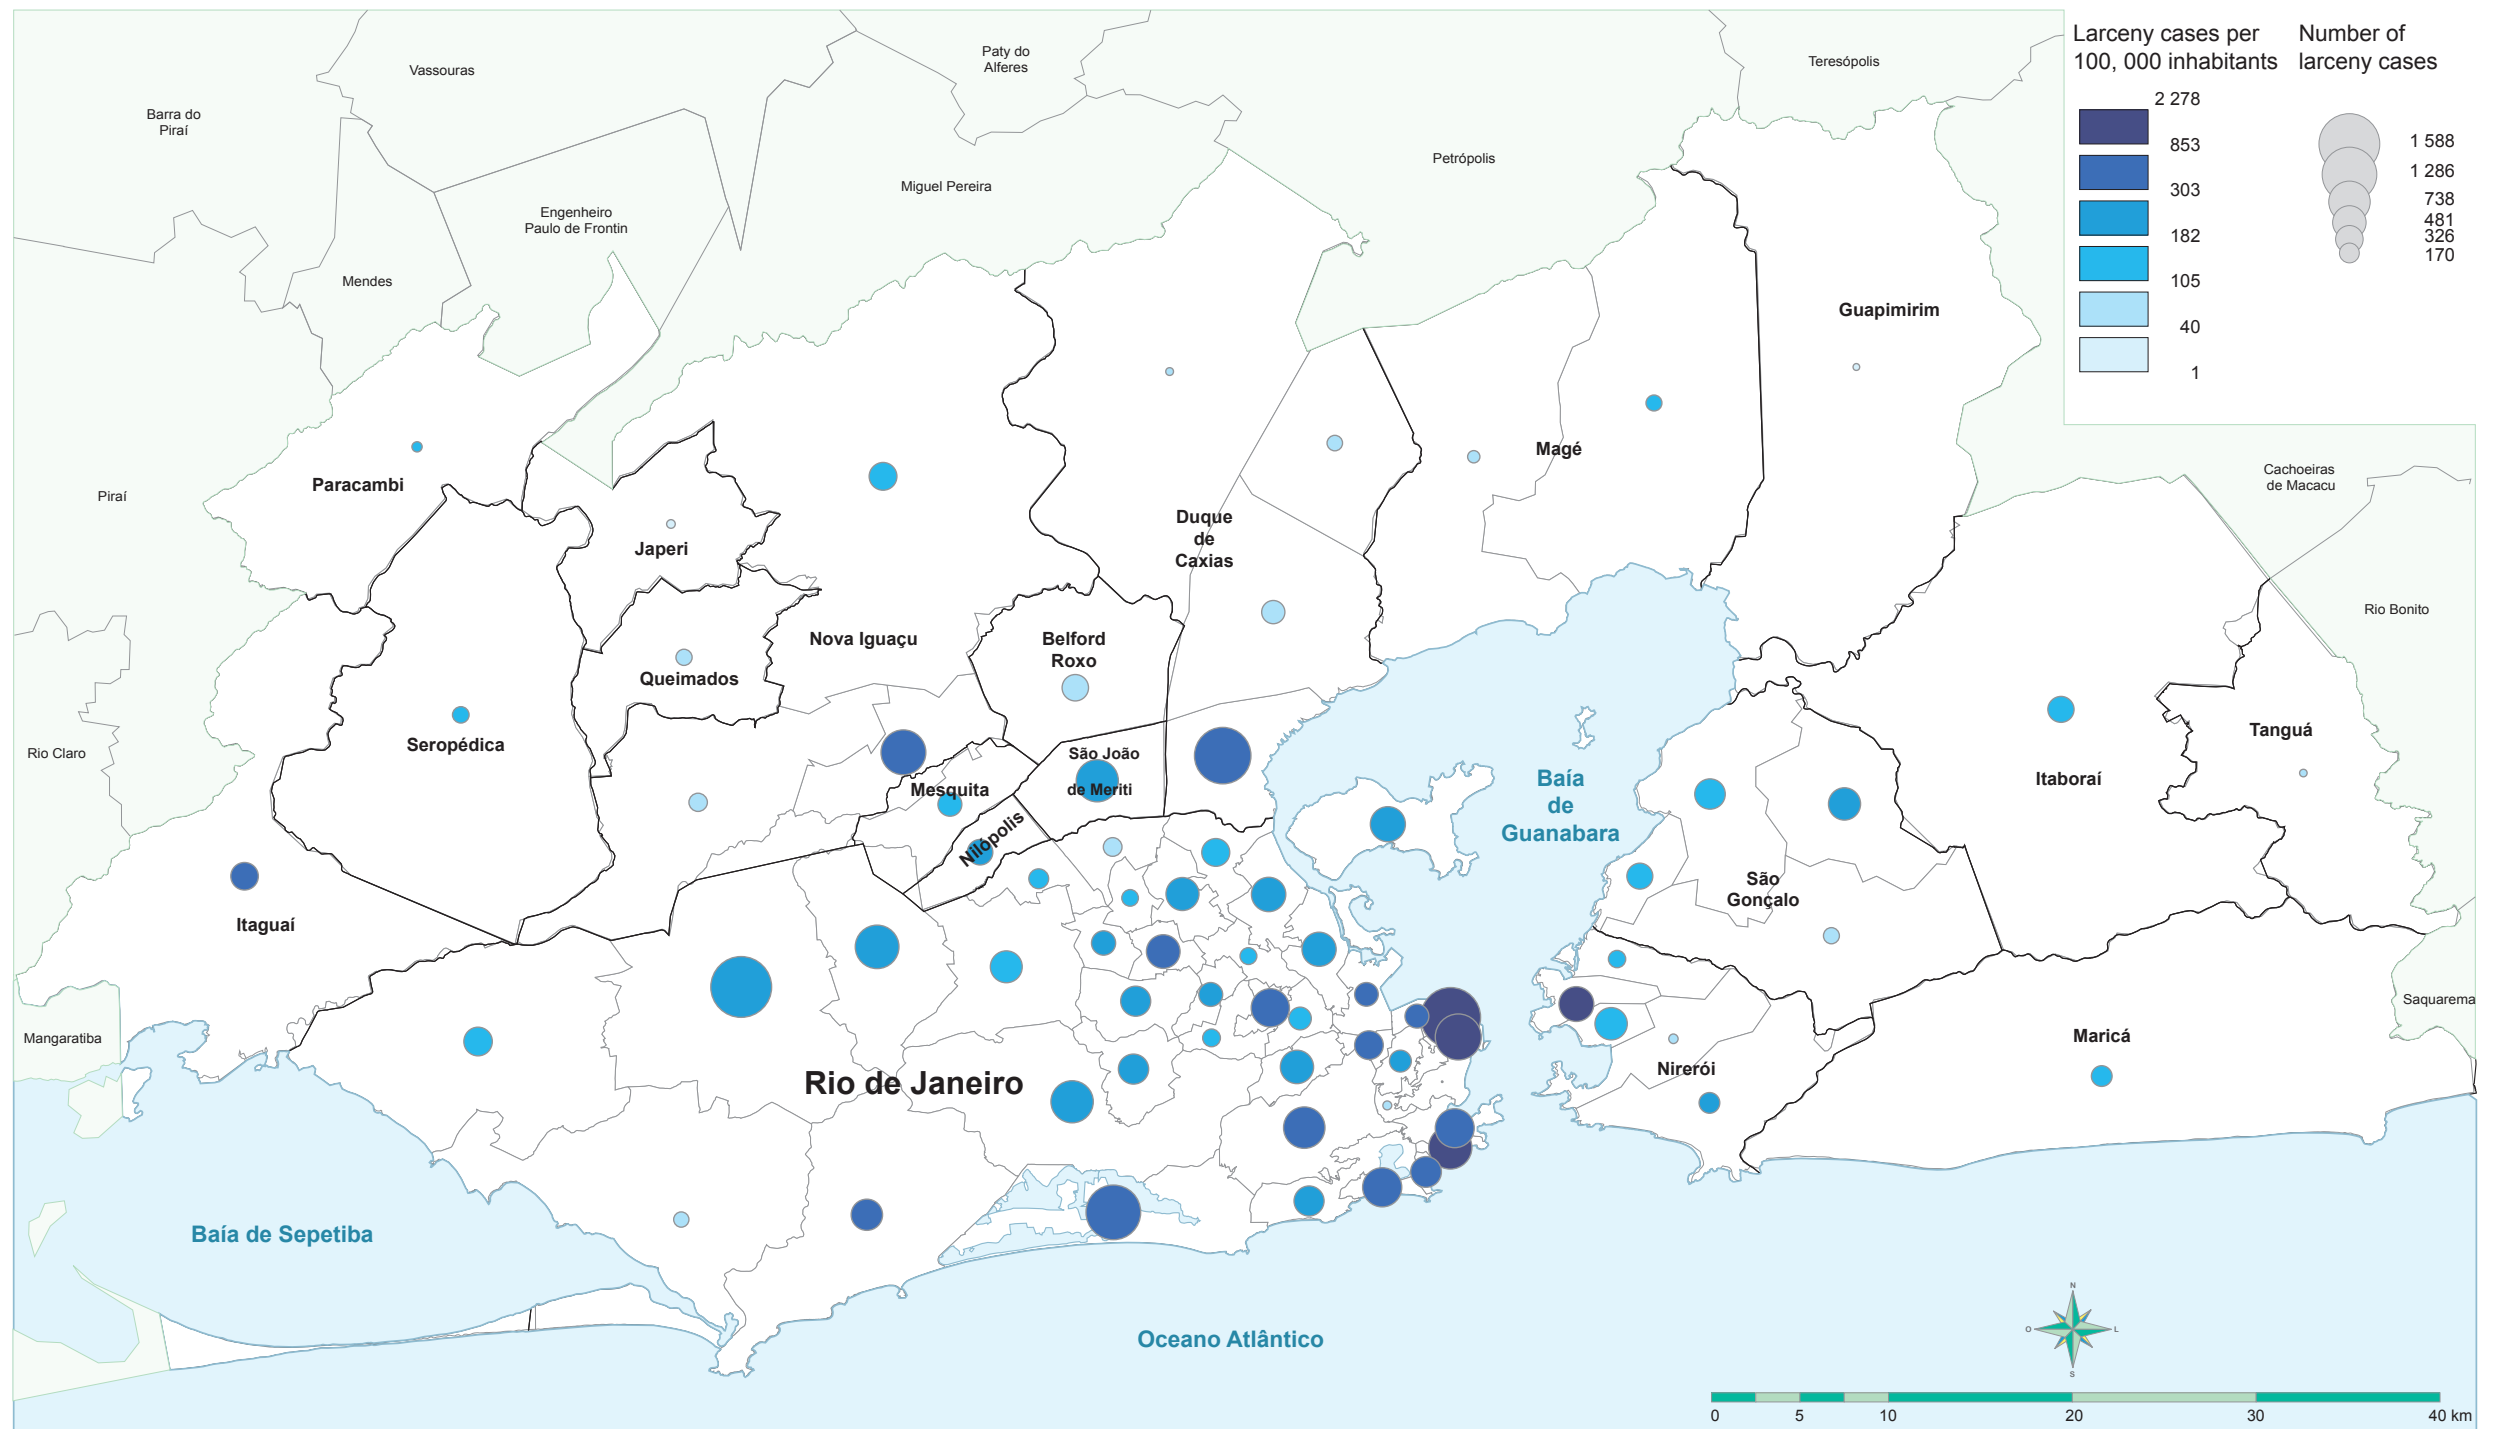 Larceny cases per
100, 000 inhabitants
Number of
larceny cases
2 278
853
303
182
105
40
1
1 588
1 286
738
481
326
170
Vassouras
Paty do
Alferes
Teresópolis
Barra do
Piraí
Petrópolis
Miguel Pereira
Engenheiro
Paulo de Frontin
Mendes
Guapimirim
Magé
Cachoeiras
de Macacu
Paracambi
Piraí
Duque
de
Caxias
Japeri
Rio Bonito
Nova Iguaçu
Belford
Roxo
Queimados
Seropédica
Tanguá
Rio Claro
São João
de Meriti
Mesquita
Baía
de
Guanabara
Itaboraí
Nilópolis
São
Gonçalo
Itaguaí
Saquarema
Mangaratiba
Maricá
Nirerói
Rio de Janeiro
Baía de Sepetiba
Oceano Atlântico
N
O
L
S
0
5
10
20
30
40 km